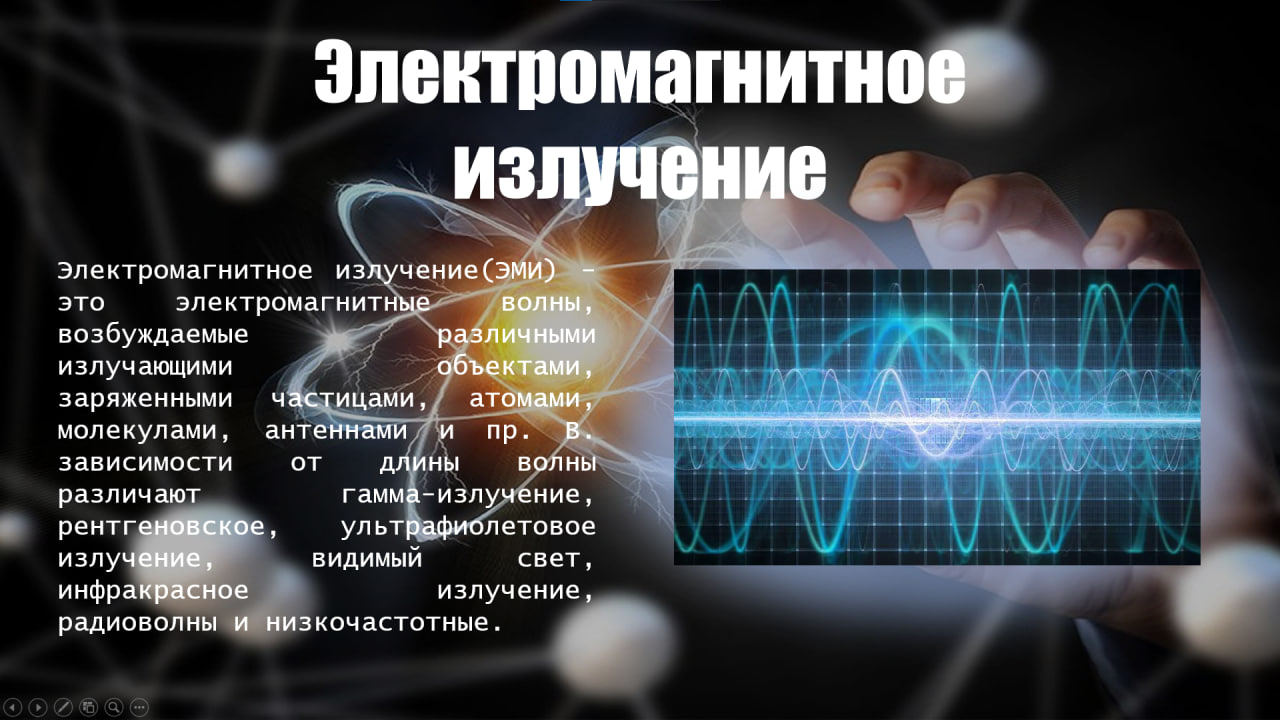 Электромагнитное
излучение
Электромагнитное излучение(ЭМИ) -
это электромагнитные волны,
возбуждаемые различными
излучающими объектами,
заряженными частицами, атомами,
молекулами, антеннами и пр. В.
зависимости от длины волны
различают гамма-излучение,
рентгеновское, ультрафиолетовое
излучение, видимый свет,
инфракрасное излучение,
радиоволны и низкочастотные.